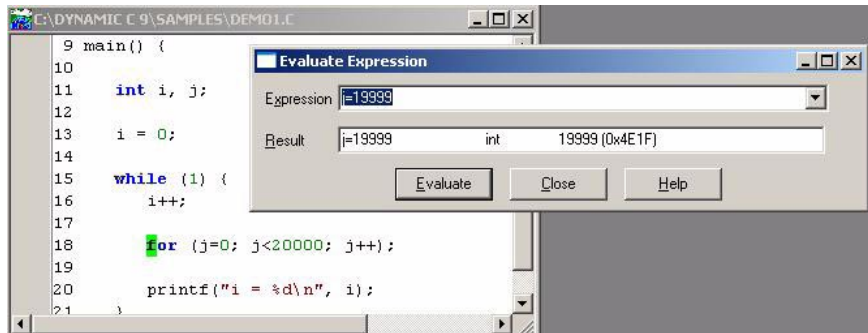 C:\DYNAMIC C 9\SAMPLES\DEMO1.C
9 main() {
10
11 int i, j;
12
13 i = 0;
14
15 while (1) {
16 i++;
17
18 for (j=0; j<20000; j++);
19
20 printf("i = %d\n", i);
21 }
Evaluate Expression
Expression j=19999
Result j=19999 int 19999 (0x4E1F)
Evaluate Close Help